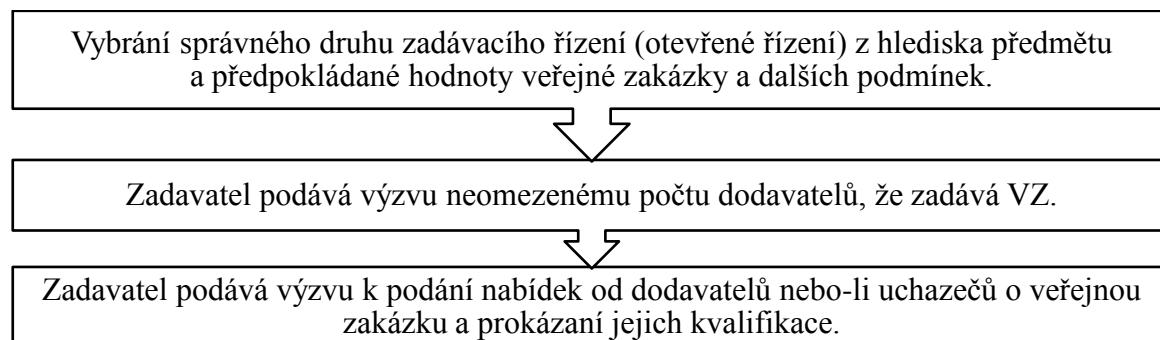 Vybrání správného druhu zadávacího řízení (otevřené řízení) z hlediska předmětu
a předpokládané hodnoty veřejné zakázky a dalších podmínek.
Zadavatel podává výzvu neomezenému počtu dodavatelů, že zadává VZ.
Zadavatel podává výzvu k podání nabídek od dodavatelů nebo-li uchazečů o veřejnou
zakázku a prokázaní jejich kvalifikace.